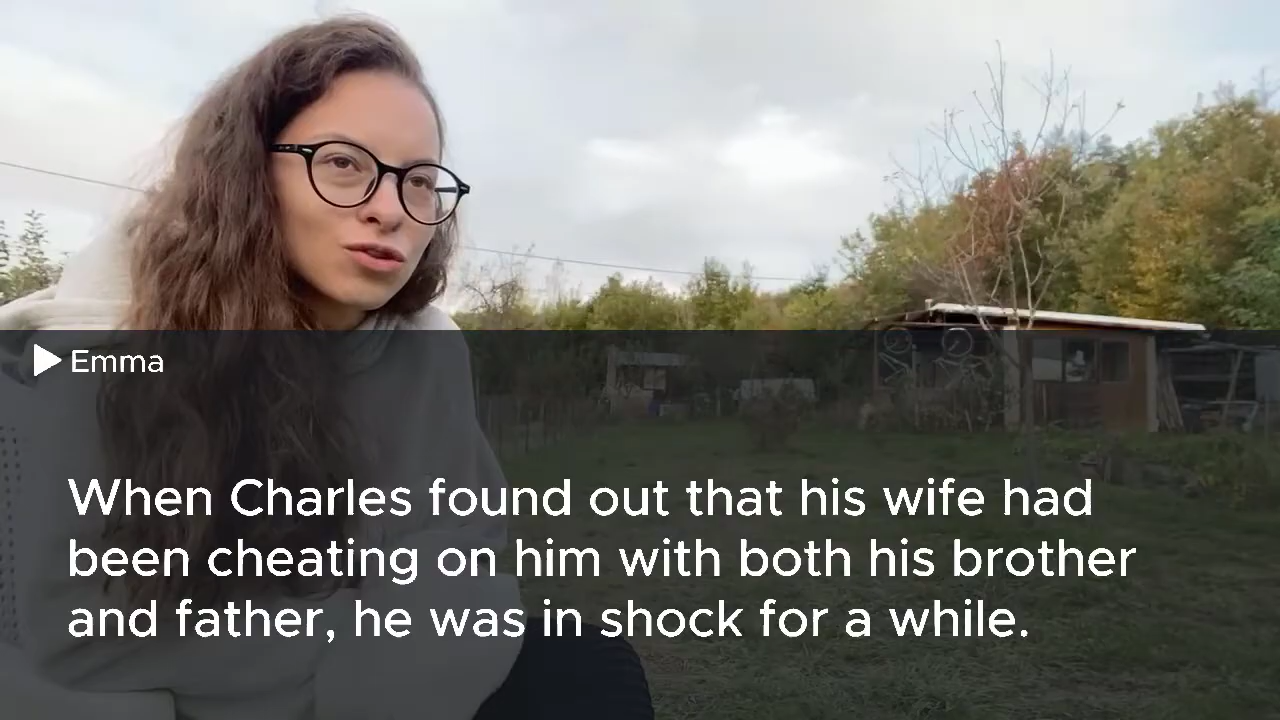 Emma
When Charles found out that his wife had
been cheating on him with both his brother
and father, he was in shock for a while.